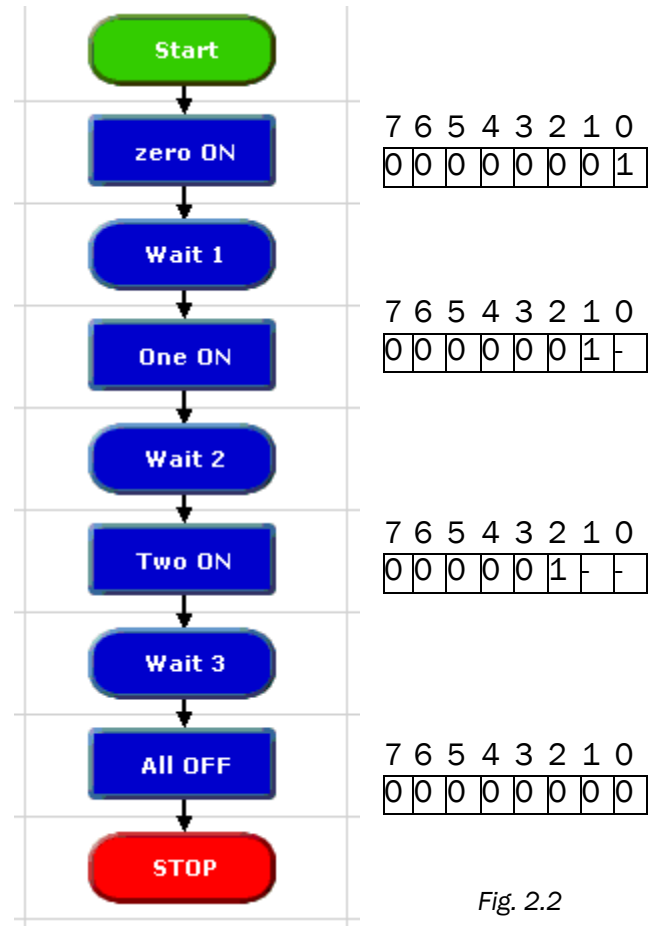 Start
zero ON
7 6 5 4 3 2 1 0
0 0 0 0 0 0 0 1
Wait 1
One ON
7 6 5 4 3 2 1 0
0 0 0 0 0 0 1 -
Wait 2
Two ON
7 6 5 4 3 2 1 0
0 0 0 0 0 1 - -
Wait 3
All OFF
7 6 5 4 3 2 1 0
0 0 0 0 0 0 0 0
STOP
Fig. 2.2